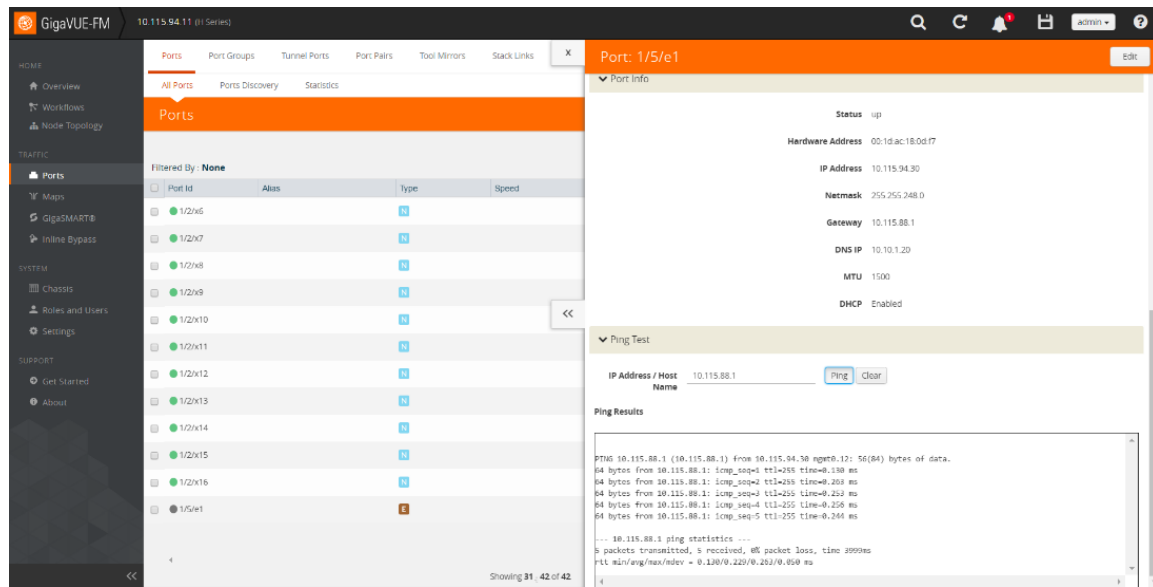 GigaVUE-FM
10.115.94.11 (H Series)
admin
HOME
Overview
Workflows
Node Topology
TRAFFIC
Ports
Maps
GigaSMART®
Inline Bypass
SYSTEM
Chassis
Roles and Users
Settings
SUPPORT
Get Started
About
Ports Port Groups Tunnel Ports Port Pairs Tool Mirrors Stack Links
All Ports Ports Discovery Statistics
Ports
Filtered By : None
Port Id Alias Type Speed
1/2/x6 N
1/2/x7 N
1/2/x8 N
1/2/x9 N
1/2/x10 N
1/2/x11 N
1/2/x12 N
1/2/x13 N
1/2/x14 N
1/2/x15 N
1/2/x16 N
1/5/e1 E
Showing 31 - 42 of 42
x
Port: 1/5/e1
Edit
Port Info
Status up
Hardware Address 00:1d:ac:18:0d:f7
IP Address 10.115.94.30
Netmask 255.255.248.0
Gateway 10.115.88.1
DNS IP 10.10.1.20
MTU 1500
DHCP Enabled
Ping Test
IP Address / Host Name 10.115.88.1 Ping Clear
Ping Results
PING 10.115.88.1 (10.115.88.1) from 10.115.94.30 mgmt0.12: 56(84) bytes of data.
64 bytes from 10.115.88.1: icmp_seq=1 ttl=255 time=0.130 ms
64 bytes from 10.115.88.1: icmp_seq=2 ttl=255 time=0.263 ms
64 bytes from 10.115.88.1: icmp_seq=3 ttl=255 time=0.253 ms
64 bytes from 10.115.88.1: icmp_seq=4 ttl=255 time=0.256 ms
64 bytes from 10.115.88.1: icmp_seq=5 ttl=255 time=0.244 ms
--- 10.115.88.1 ping statistics ---
5 packets transmitted, 5 received, 0% packet loss, time 3999ms
rtt min/avg/max/mdev = 0.130/0.229/0.263/0.050 ms